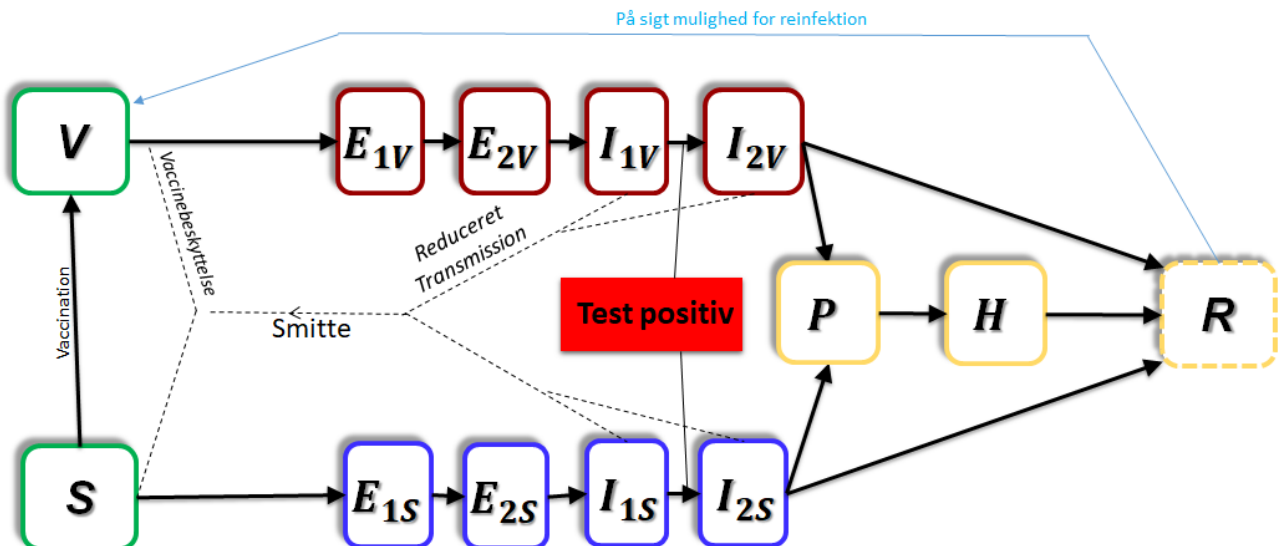 På sigt mulighed for reinfektion
V
E1V
E2V
I1V
I2V
Vaccinebeskyttelse
Reduceret
Transmission
Vaccination
Smitte
Test positiv
P
H
R
S
E1S
E2S
I1S
I2S